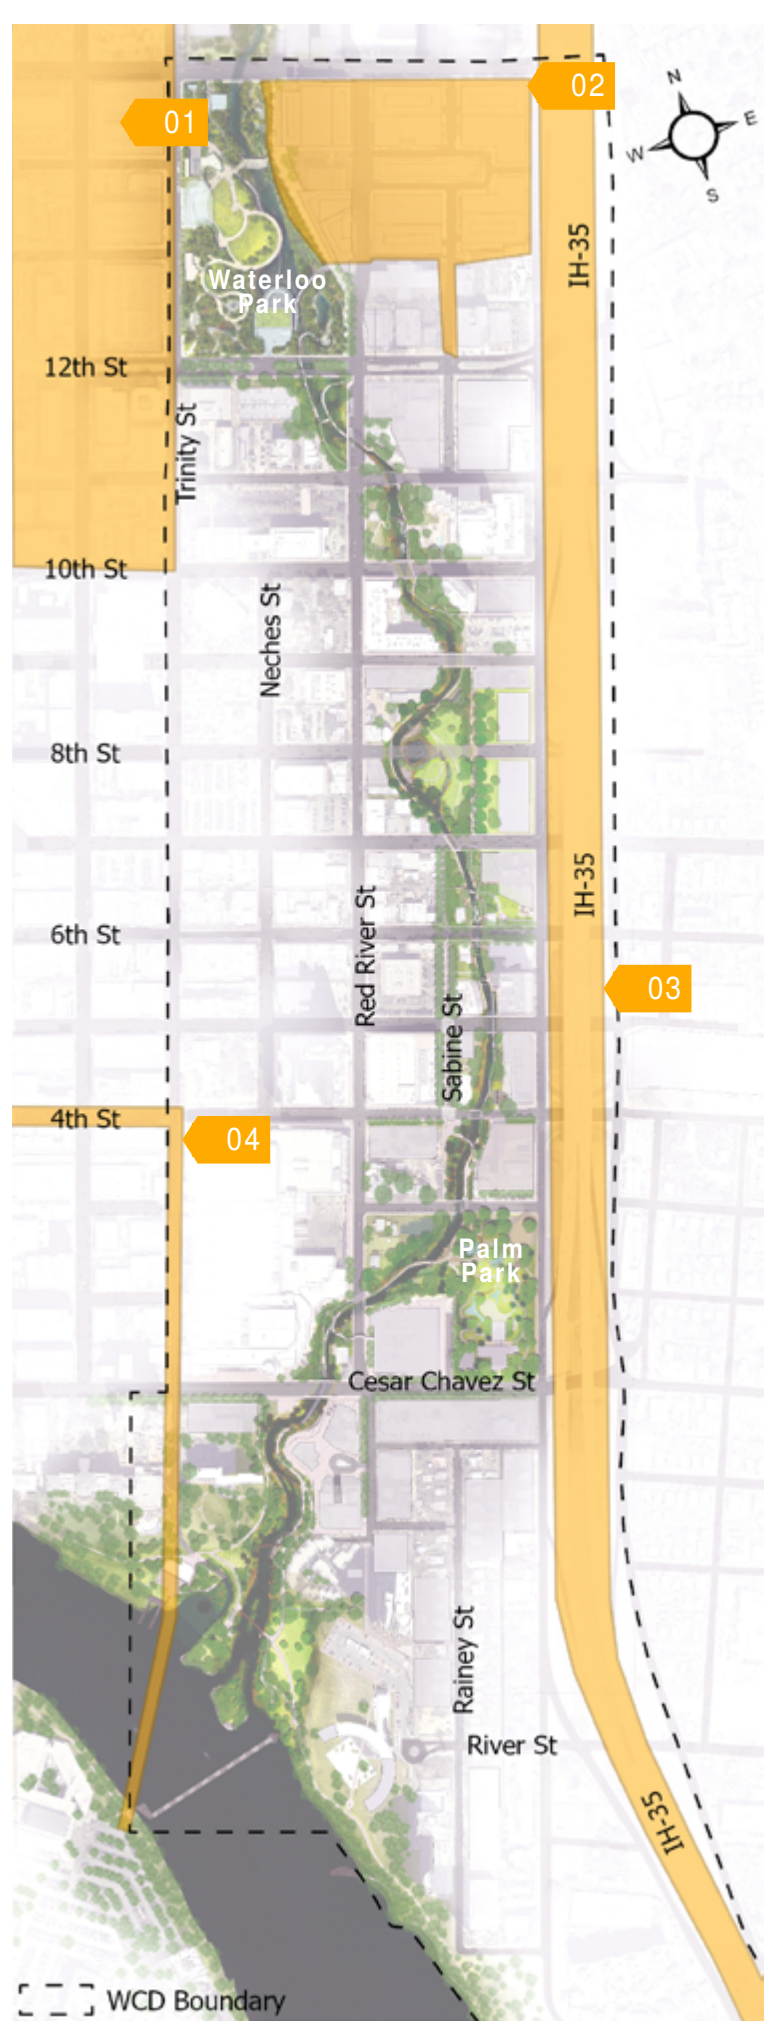 02
01
N
E
W
S
IH-35
Waterloo
Park
12th St
Trinity St
10th St
Neches St
8th St
IH-35
Red River St
6th St
03
Sabine St
4th St
04
Palm
Park
Cesar Chavez St
Rainey St
River St
IH-35
WCD Boundary